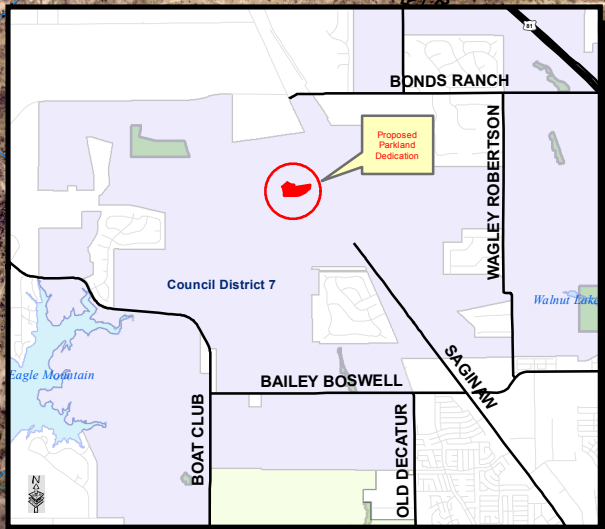 81
BONDS RANCH
Proposed
Parkland
Dedication
WAGLEY ROBERTSON
Council District 7
Walnut Lake
Eagle Mountain
SAGINAW
BAILEY BOSWELL
BOAT CLUB
OLD DECATUR
N